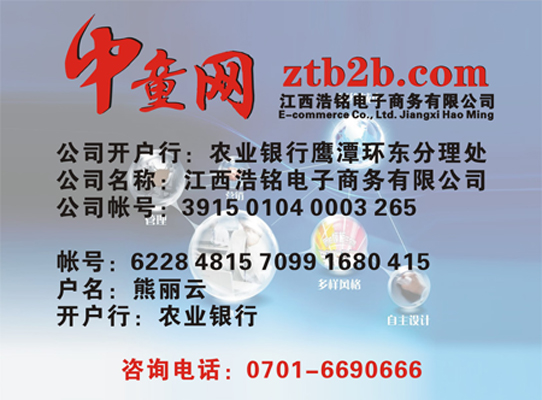 中童网
ztb2b.com
江西浩铭电子商务有限公司
E-commerce Co., Ltd. Jiangxi Hao Ming
公司开户行：农业银行鹰潭环东分理处
公司名称：江西浩铭电子商务有限公司
公司帐号：3915 0104 0003 265
管理
营销
帐号：6228 4815 7099 1680 415
户名：熊丽云
开户行：农业银行
多样风格
自主设计
咨询电话：0701-6690666